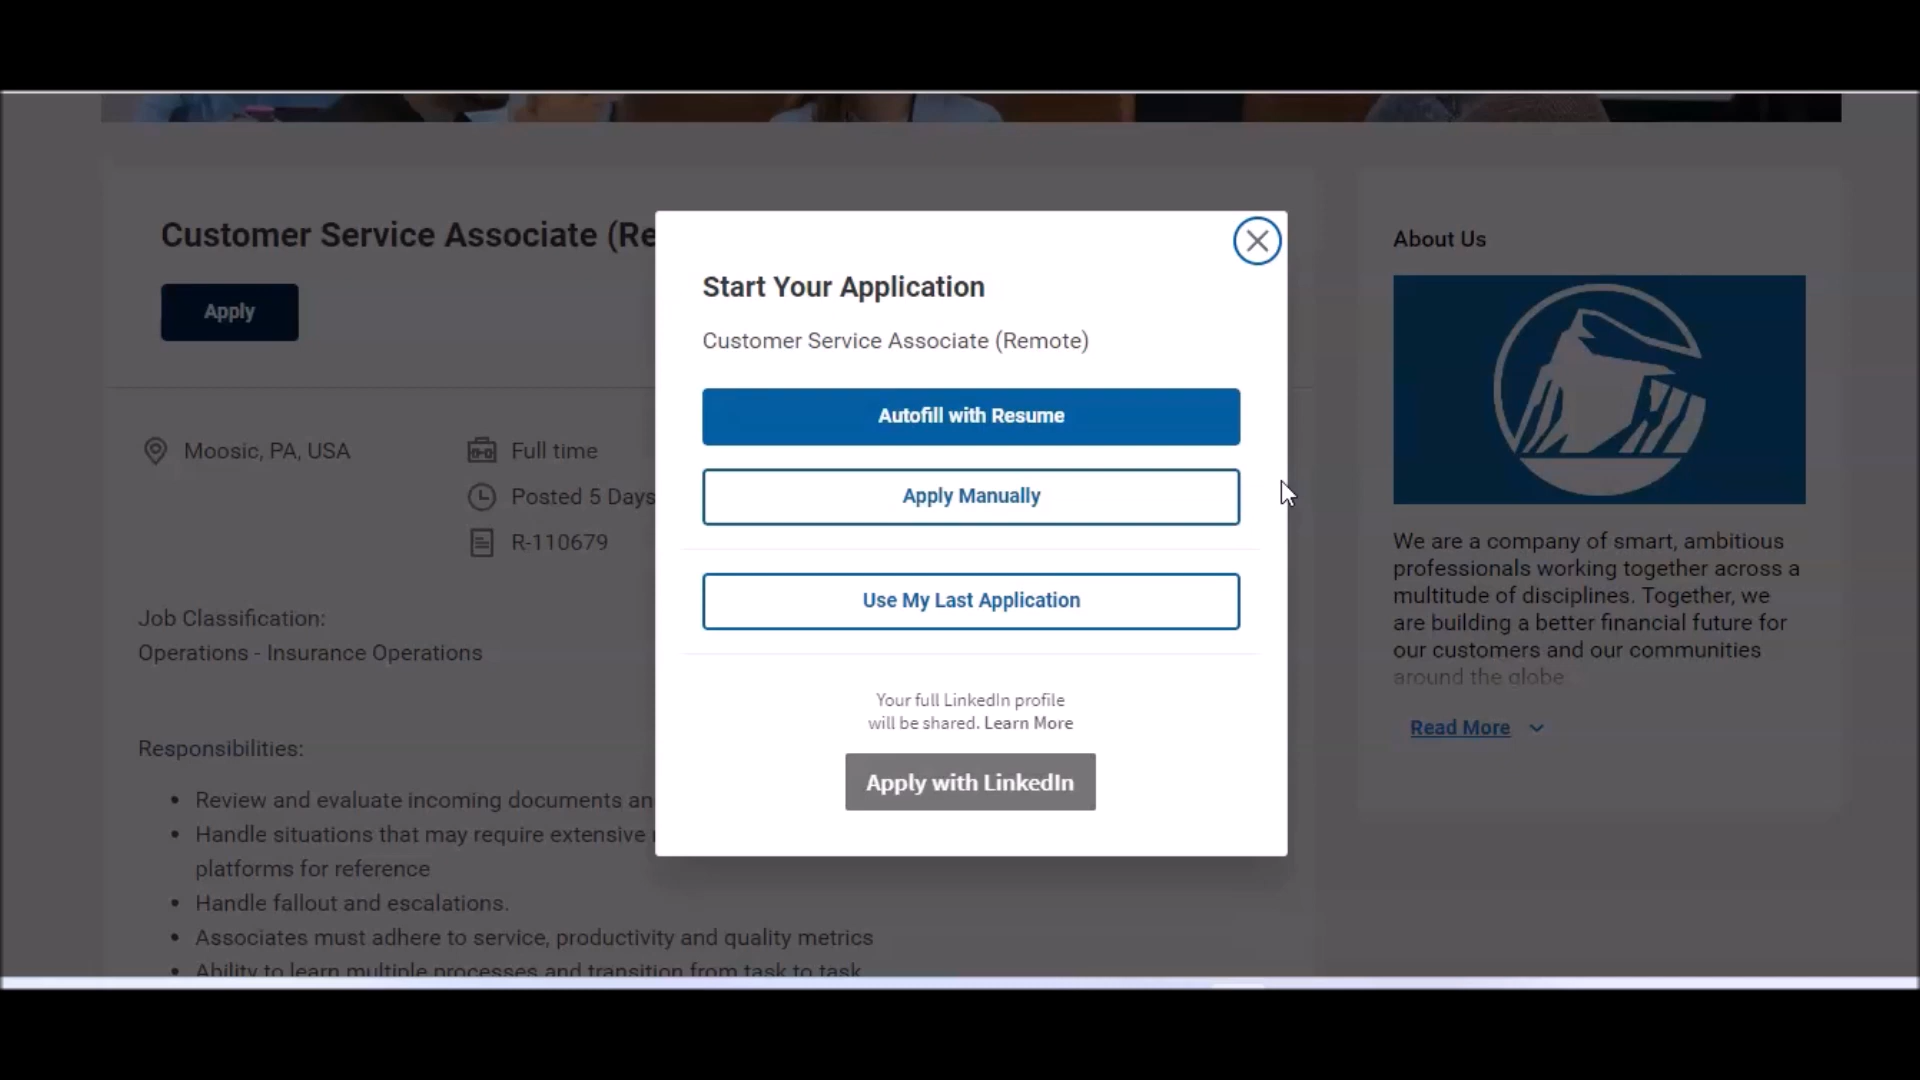 Customer Service Associate (Re
Apply
Moosic, PA, USA
Full time
Posted 5 Days
R-110679
Job Classification:
Operations - Insurance Operations
Responsibilities:
Review and evaluate incoming documents an
Handle situations that may require extensive
platforms for reference
Handle fallout and escalations.
Associates must adhere to service, productivity and quality metrics
Ability to learn multiple processes and transition from task to task
Start Your Application
Customer Service Associate (Remote)
Autofill with Resume
Apply Manually
Use My Last Application
Your full LinkedIn profile
will be shared. Learn More
Apply with LinkedIn
About Us
We are a company of smart, ambitious
professionals working together across a
multitude of disciplines. Together, we
are building a better financial future for
our customers and our communities
around the globe
Read More